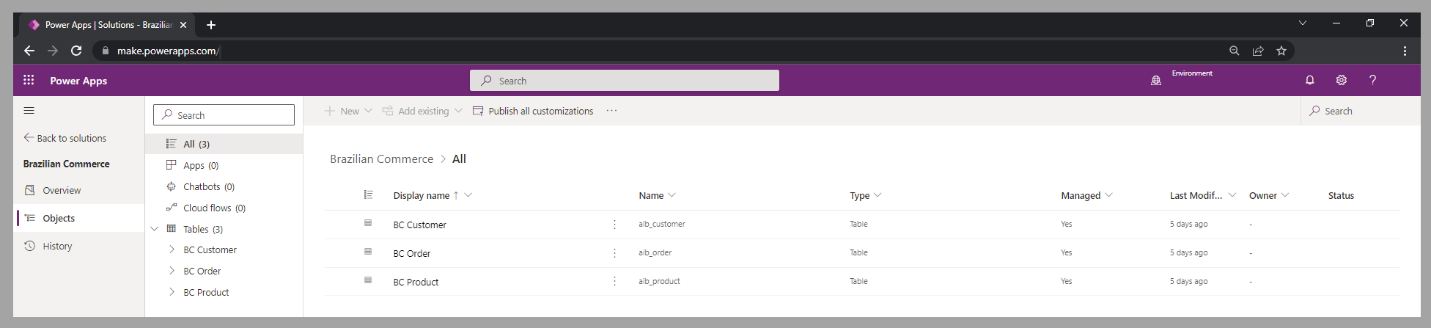 Power Apps | Solutions - Brazilian
make.powerapps.com/
Power Apps
Search
Environment
?
Back to solutions
Brazilian Commerce
Overview
Objects
History
Search
All (3)
Apps (0)
Chatbots (0)
Cloud flows (0)
Tables (3)
BC Customer
BC Order
BC Product
New
Add existing
Publish all customizations
...
Search
Brazilian Commerce > All
Display name ↑ Name Type Managed Last Modif... Owner Status
BC Customer aib_customer Table Yes 5 days ago -
BC Order aib_order Table Yes 5 days ago -
BC Product aib_product Table Yes 5 days ago -